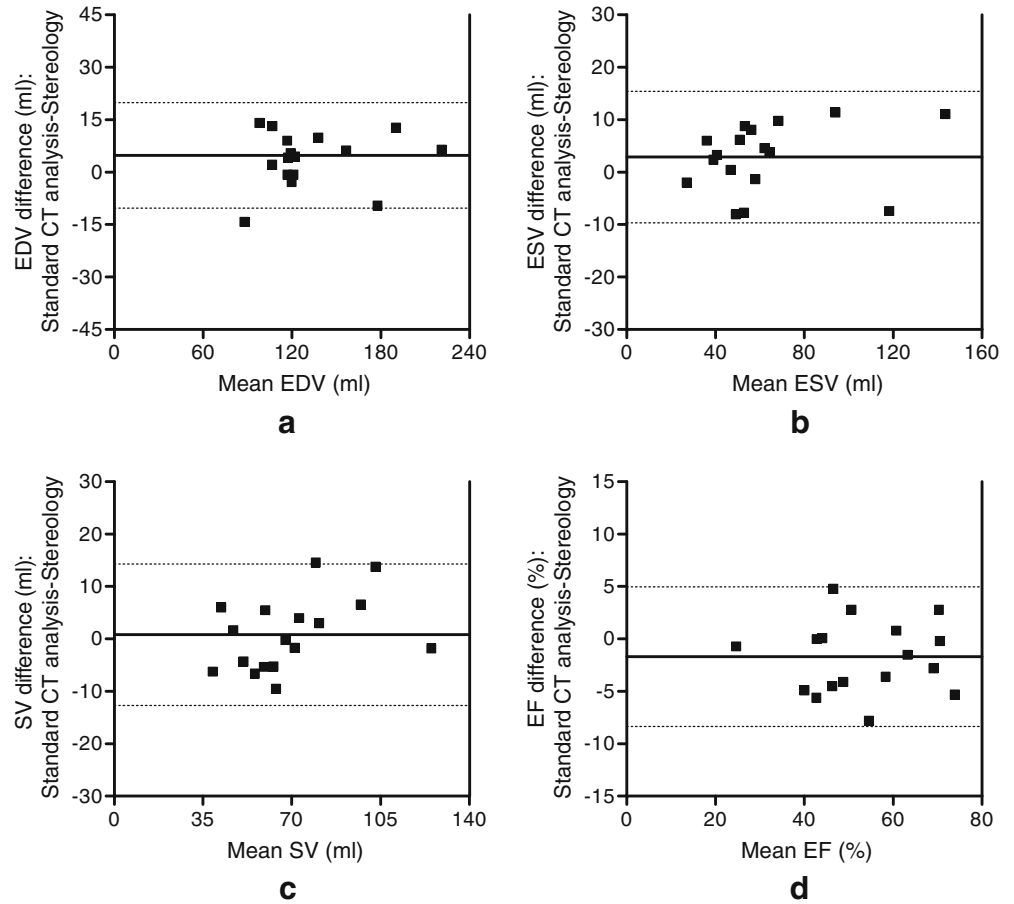 EDV difference (ml):
Standard CT analysis-Stereology
45
30
15
0
-15
-30
-45
0 60 120 180 240
Mean EDV (ml)
a
ESV difference (ml):
Standard CT analysis-Stereology
30
20
10
0
-10
-20
-30
0 40 80 120 160
Mean ESV (ml)
b
SV difference (ml):
Standard CT analysis-Stereology
30
20
10
0
-10
-20
-30
0 35 70 105 140
Mean SV (ml)
c
EF difference (%):
Standard CT analysis-Stereology
15
10
5
0
-5
-10
-15
0 20 40 60 80
Mean EF (%)
d